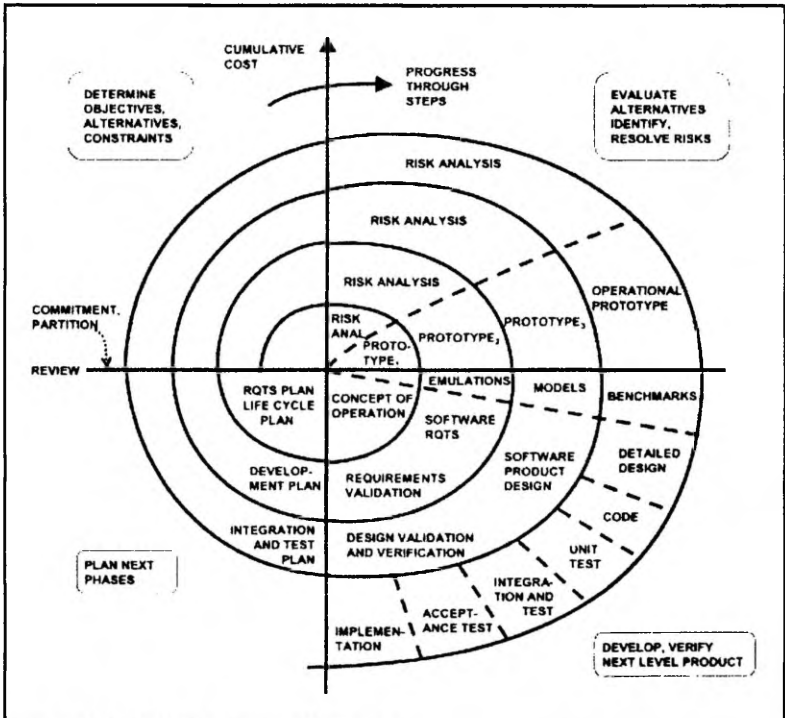 CUMULATIVE
COST
DETERMINE
OBJECTIVES,
ALTERNATIVES,
CONSTRAINTS
PROGRESS
THROUGH
STEPS
EVALUATE
ALTERNATIVES
IDENTIFY,
RESOLVE RISKS
RISK ANALYSIS
RISK ANALYSIS
RISK ANALYSIS
OPERATIONAL
PROTOTYPE
COMMITMENT,
PARTITION
RISK
ANAL.
PROTO-
TYPE₁
PROTOTYPE₂
PROTOTYPE₃
REVIEW
RQTS PLAN
LIFE CYCLE
PLAN
CONCEPT OF
OPERATION
EMULATIONS
MODELS
BENCHMARKS
SOFTWARE
RQTS
SOFTWARE
PRODUCT
DESIGN
DETAILED
DESIGN
DEVELOP-
MENT PLAN
REQUIREMENTS
VALIDATION
CODE
INTEGRATION
AND TEST
PLAN
DESIGN VALIDATION
AND VERIFICATION
UNIT
TEST
PLAN NEXT
PHASES
INTEGRA-
TION AND
TEST
ACCEPT-
ANCE TEST
IMPLEMEN-
TATION
DEVELOP, VERIFY
NEXT LEVEL PRODUCT